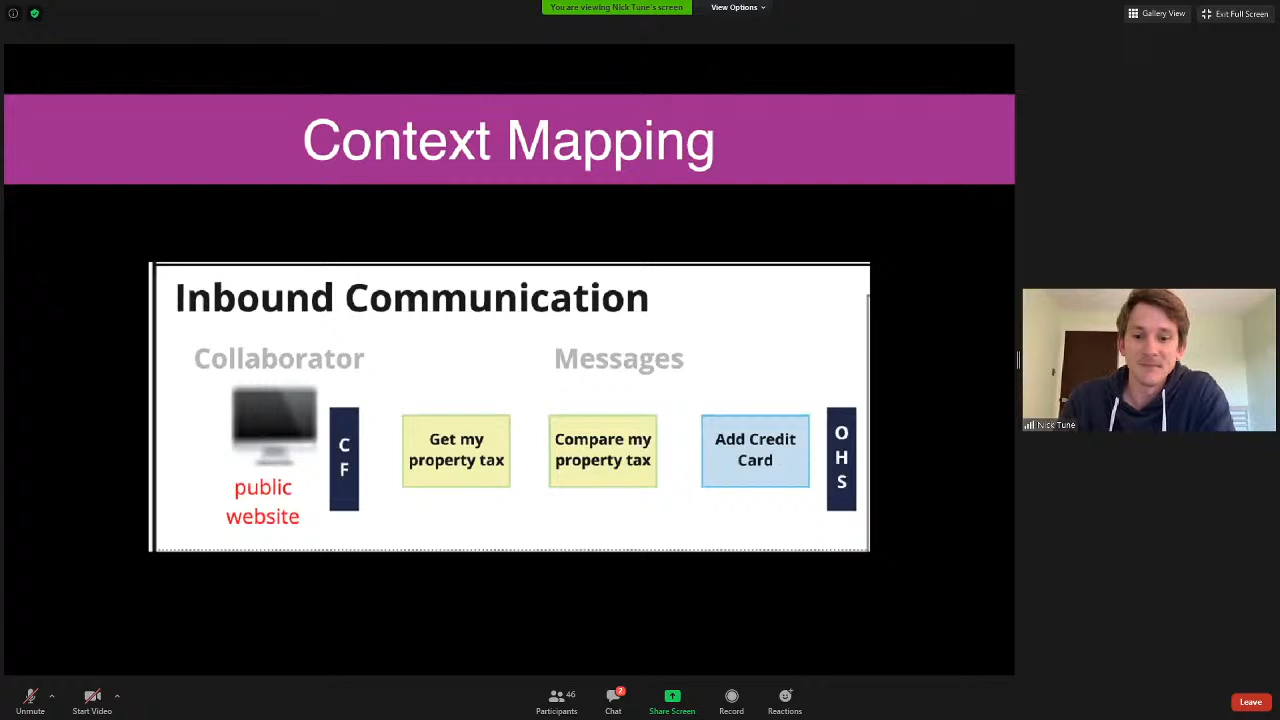 You are viewing Nick Tune's screen
View Options
Gallery View
Exit Full Screen
Context Mapping
Inbound Communication
Collaborator
Messages
public
website
C
F
Get my
property tax
Compare my
property tax
Add Credit
Card
O
H
S
Nick Tune
Unmute
Start Video
46
Participants
2
Chat
Share Screen
Record
Reactions
Leave